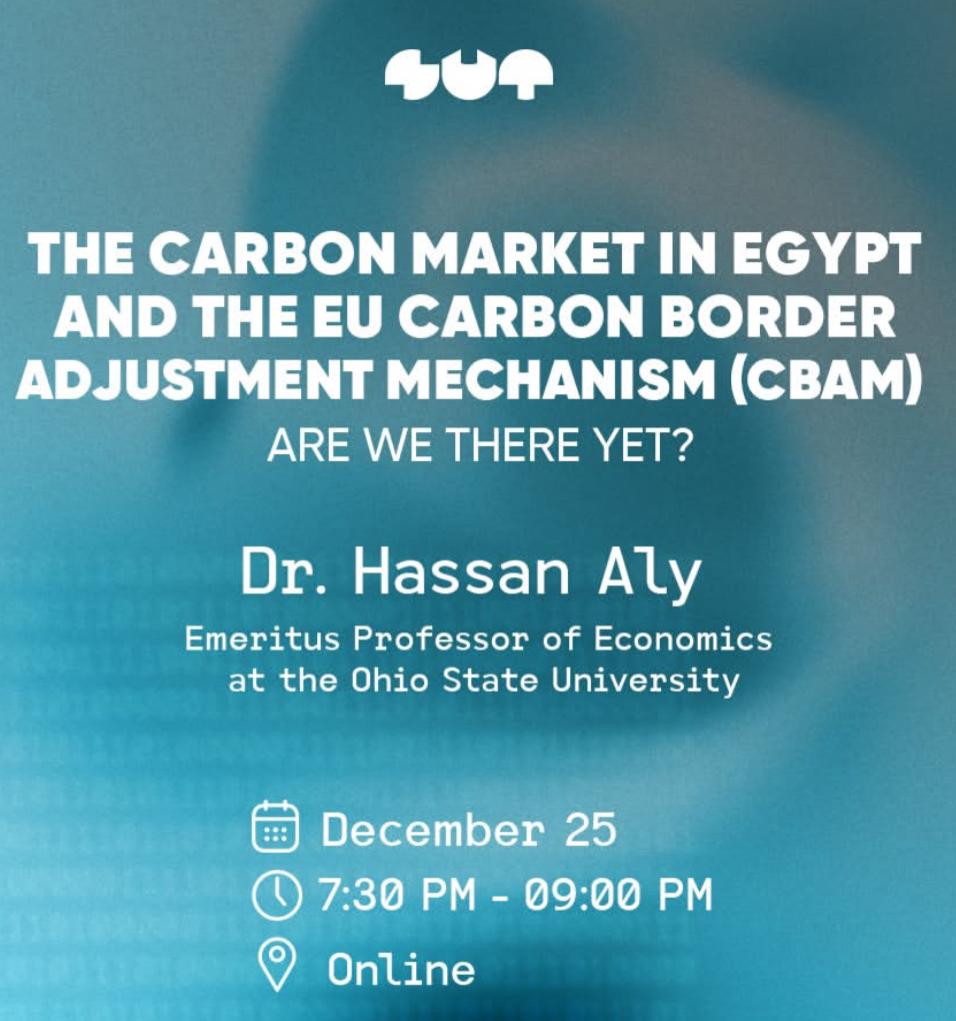 SUT
THE CARBON MARKET IN EGYPT
AND THE EU CARBON BORDER
ADJUSTMENT MECHANISM (CBAM)
ARE WE THERE YET?
Dr. Hassan Aly
Emeritus Professor of Economics
at the Ohio State University
December 25
7:30 PM - 09:00 PM
Online